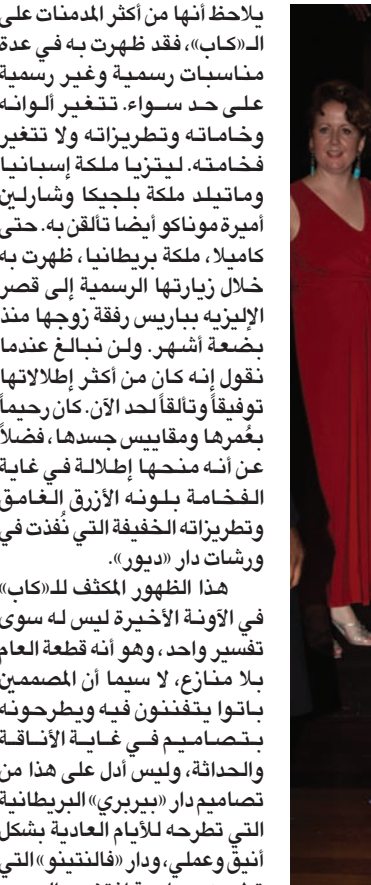 يلاحظ أنها من أكثر المدمنات على
الـ«كاب»، فقد ظهرت به في عدة
مناسبات رسمية وغير رسمية
على حد سواء. تتغير ألوانه
وخاماته وتطريزاته ولا تتغير
فخامته. ليتزيا ملكة إسبانيا
وماتيلد ملكة بلجيكا وشارلين
أميرة موناكو أيضا تألقن به. حتى
كاميلا، ملكة بريطانيا، ظهرت به
خلال زيارتها الرسمية إلى قصر
الإليزيه بباريس رفقة زوجها منذ
بضعة أشهر. ولن نبالغ عندما
نقول إنه كان من أكثر إطلالاتها
توفيقاً وتألقاً لحد الآن. كان رحيماً
بعُمرها ومقاييس جسدها، فضلاً
عن أنه منحها إطلالة في غاية
الفخامة بلونه الأزرق الغامق
وتطريزاته الخفيفة التي نُفذت في
ورشات دار «ديور».
هذا الظهور المكثف للـ«كاب»
في الآونة الأخيرة ليس له سوى
تفسير واحد، وهو أنه قطعة العام
بلا منازع، لا سيما أن المصممين
باتوا يتفننون فيه ويطرحونه
بتصاميم في غاية الأناقة
والحداثة، وليس أدل على هذا من
تصاميم دار «بيربري» البريطانية
التي تطرحه للأيام العادية بشكل
أنيق وعملي، ودار «فالنتينو» التي